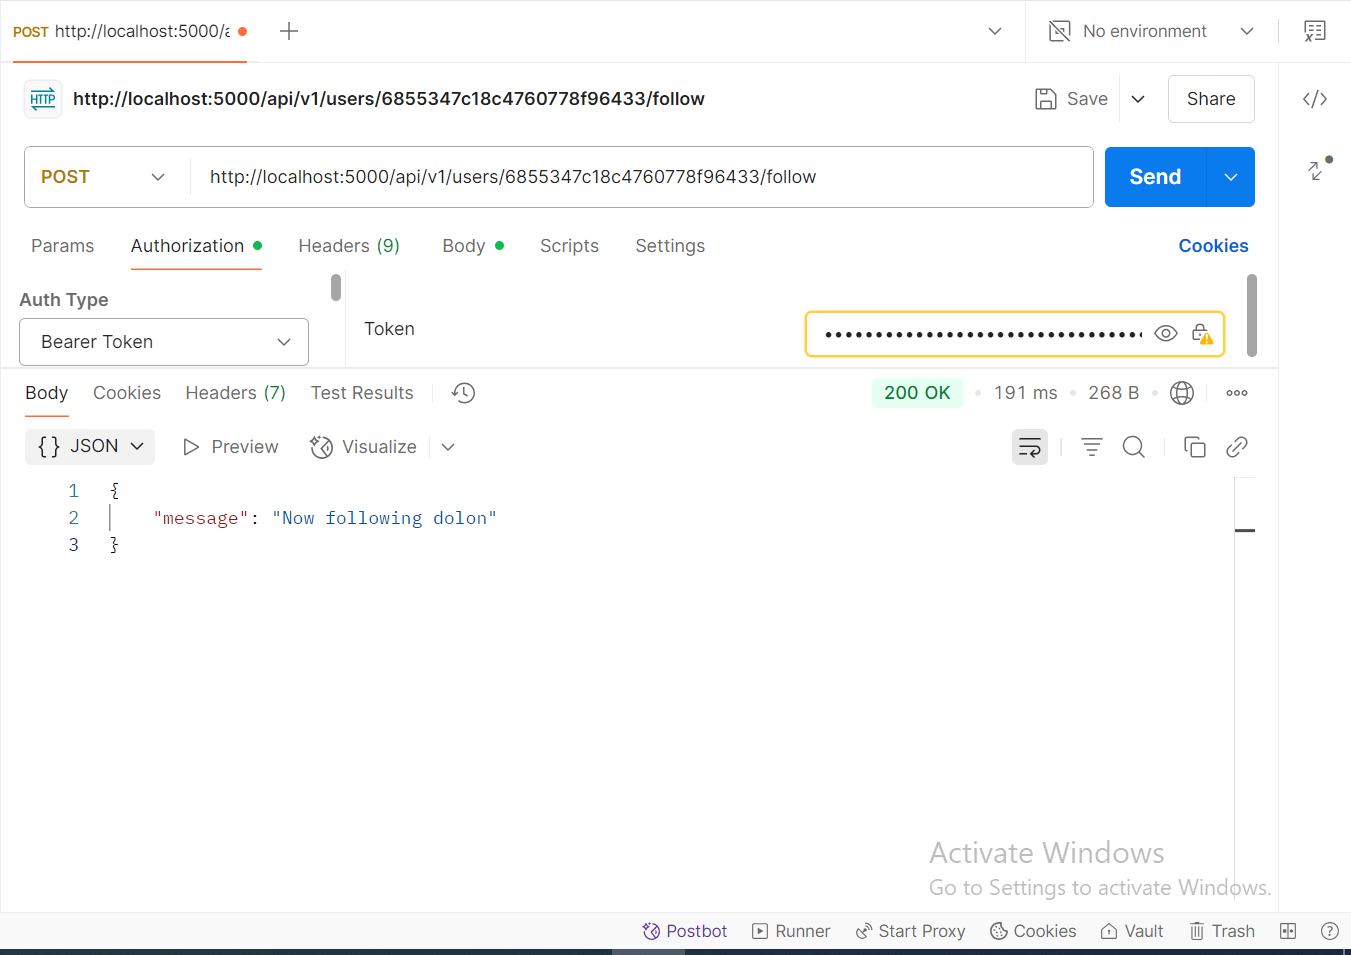 POST http://localhost:5000/a
No environment
HTTP http://localhost:5000/api/v1/users/6855347c18c4760778f96433/follow
Save
Share
POST
http://localhost:5000/api/v1/users/6855347c18c4760778f96433/follow
Send
Params Authorization Headers (9) Body Scripts Settings Cookies
Auth Type
Bearer Token
Token
Body Cookies Headers (7) Test Results 200 OK 191 ms 268 B
{} JSON Preview Visualize
1 {
2 "message": "Now following dolon"
3 }
Activate Windows
Go to Settings to activate Windows.
Postbot Runner Start Proxy Cookies Vault Trash